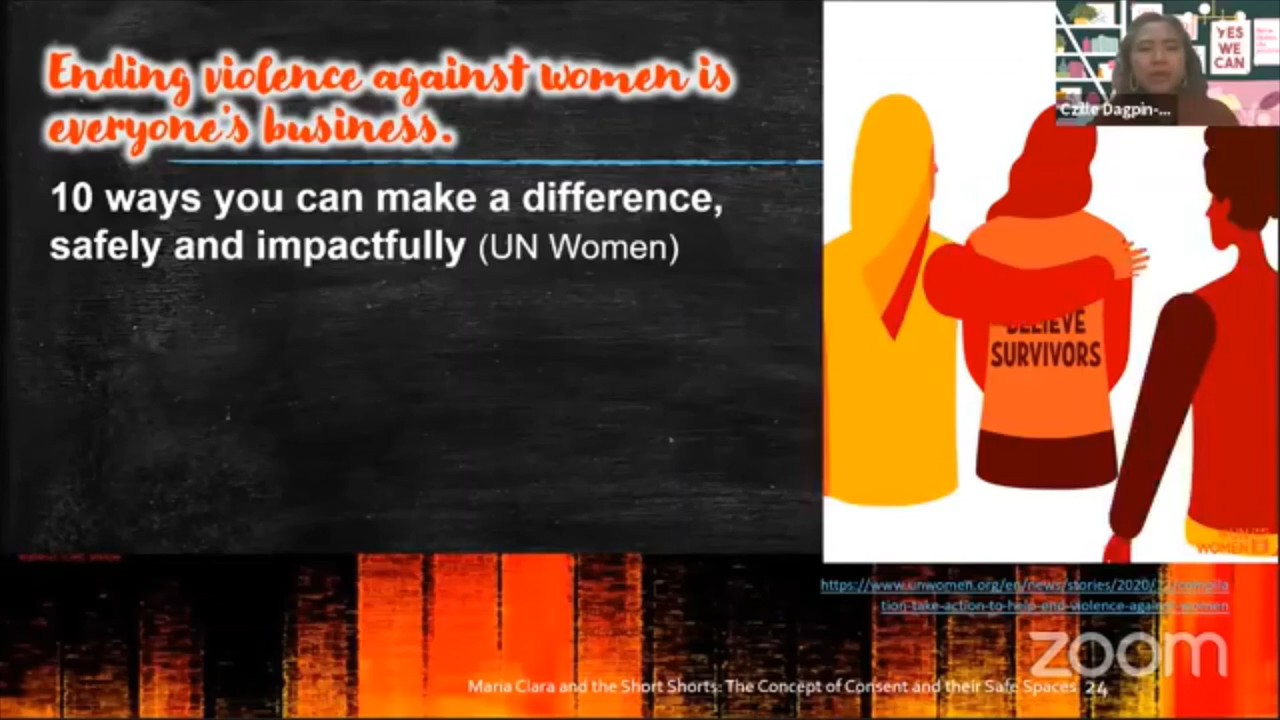 Ending violence against women is
everyone's business.
10 ways you can make a difference,
safely and impactfully (UN Women)
YES
WE
CAN
Czille Dagpin-...
BELIEVE
SURVIVORS
WOMEN
https://www.unwomen.org/en/news/stories/2020/12/compila
tion-take-action-to-help-end-violence-against-women
zoom
Maria Clara and the Short Shorts: The Concept of Consent and their Safe Spaces 24